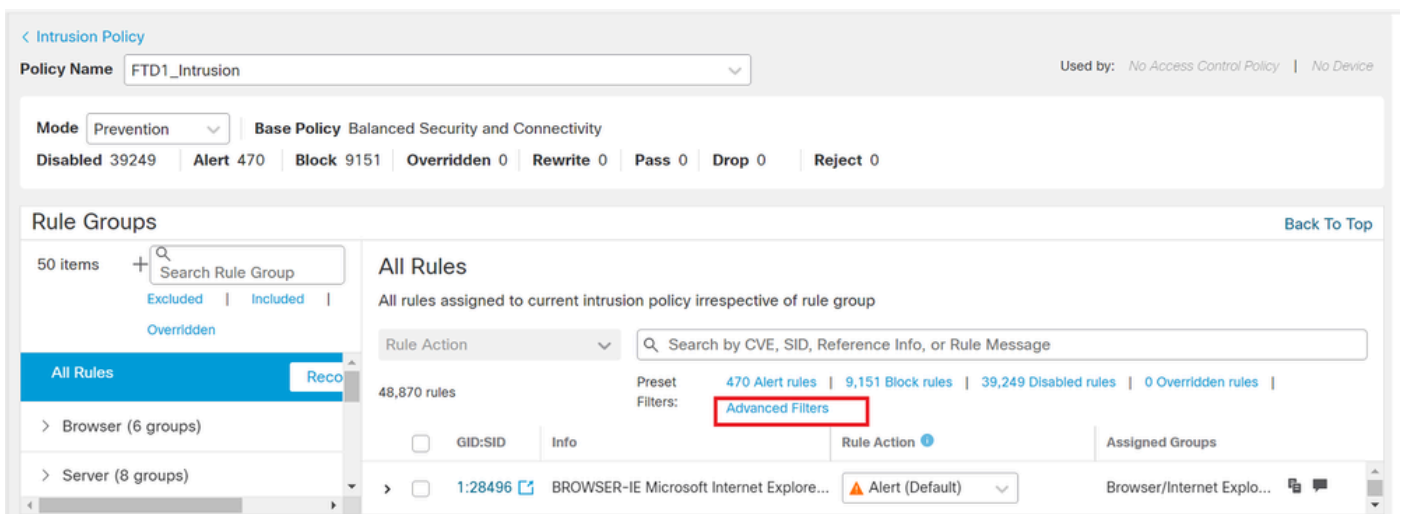 < Intrusion Policy
Policy Name FTD1_Intrusion
Used by: No Access Control Policy | No Device
Mode Prevention Base Policy Balanced Security and Connectivity
Disabled 39249 Alert 470 Block 9151 Overridden 0 Rewrite 0 Pass 0 Drop 0 Reject 0
Rule Groups
Back To Top
50 items + Search Rule Group
Excluded | Included |
Overridden
All Rules Reco
> Browser (6 groups)
> Server (8 groups)
All Rules
All rules assigned to current intrusion policy irrespective of rule group
Rule Action Search by CVE, SID, Reference Info, or Rule Message
48,870 rules
Preset Filters: 470 Alert rules | 9,151 Block rules | 39,249 Disabled rules | 0 Overridden rules |
Advanced Filters
GID:SID Info Rule Action Assigned Groups
> 1:28496 BROWSER-IE Microsoft Internet Explore... Alert (Default) Browser/Internet Explo...